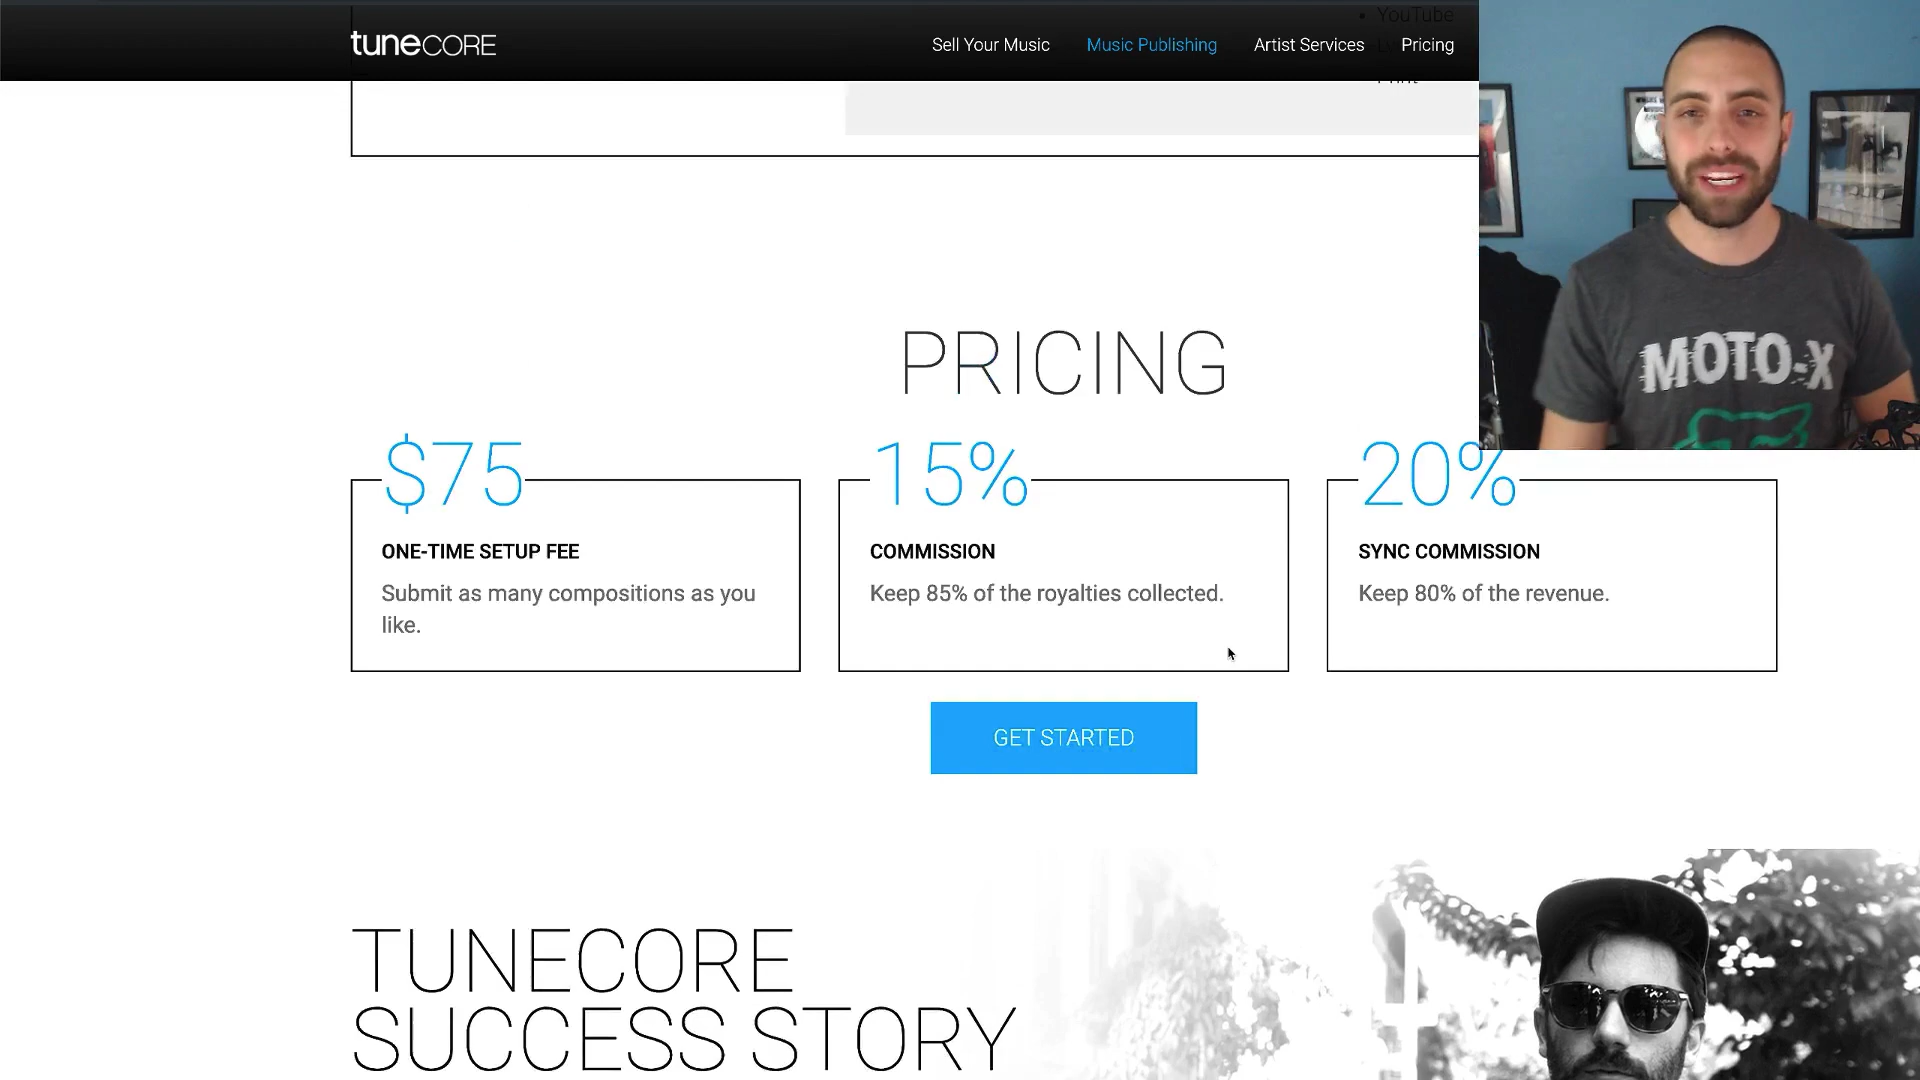 YouTube
tunecore
Sell Your Music
Music Publishing
Artist Services
Pricing
MOTO-X
PRICING
$75
ONE-TIME SETUP FEE
Submit as many compositions as you
like.
15%
COMMISSION
Keep 85% of the royalties collected.
20%
SYNC COMMISSION
Keep 80% of the revenue.
GET STARTED
TUNECORE
SUCCESS STORY